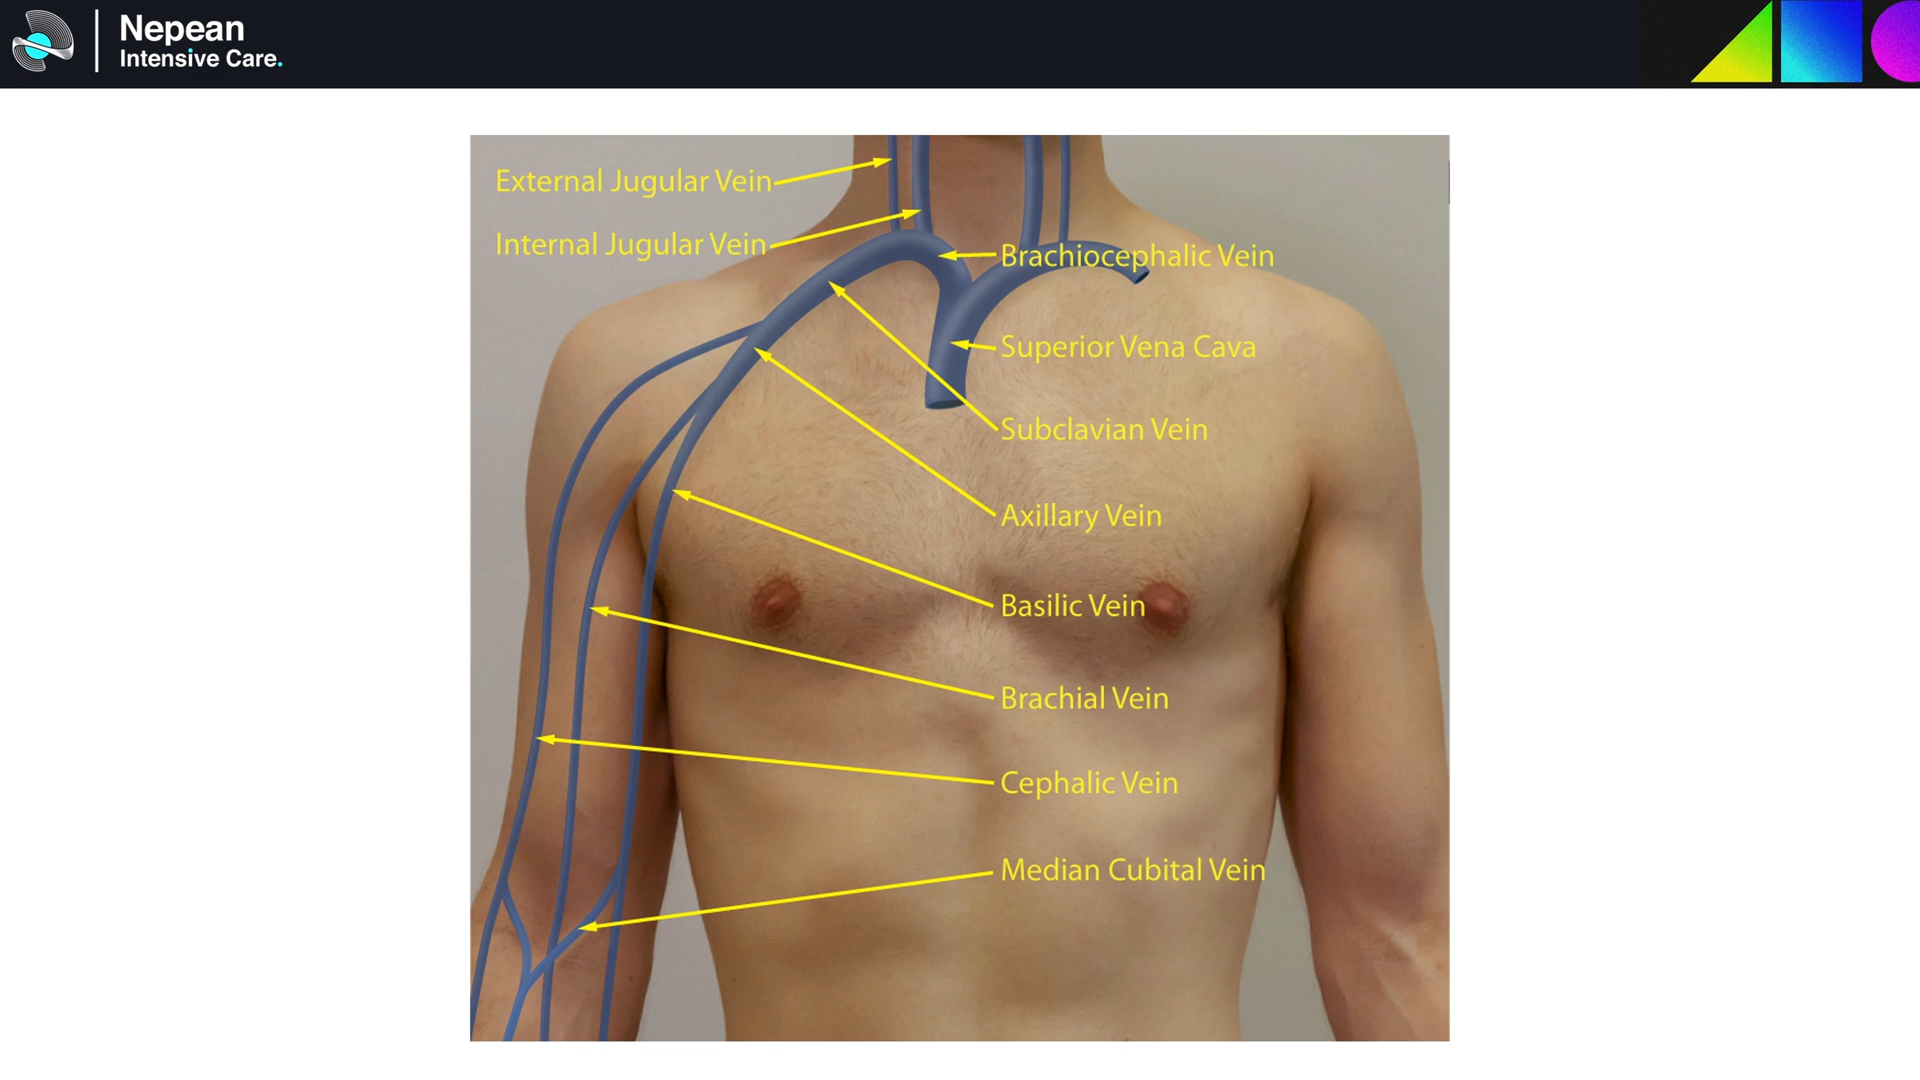 Nepean
Intensive Care.
External Jugular Vein
Internal Jugular Vein
Brachiocephalic Vein
Superior Vena Cava
Subclavian Vein
Axillary Vein
Basilic Vein
Brachial Vein
Cephalic Vein
Median Cubital Vein